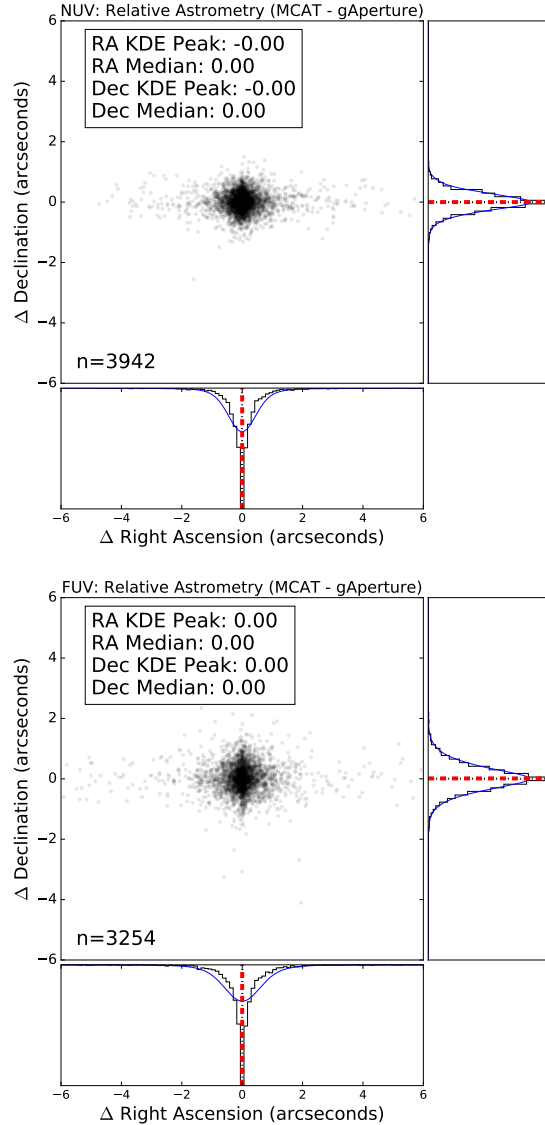 NUV: Relative Astrometry (MCAT - gAperture)
6
RA KDE Peak: -0.00
RA Median: 0.00
Dec KDE Peak: -0.00
Dec Median: 0.00
4
2
0
−2
−4
−6
Δ Declination (arcseconds)
n=3942
−6 −4 −2 0 2 4 6
Δ Right Ascension (arcseconds)
FUV: Relative Astrometry (MCAT - gAperture)
6
RA KDE Peak: 0.00
RA Median: 0.00
Dec KDE Peak: 0.00
Dec Median: 0.00
4
2
0
−2
−4
−6
Δ Declination (arcseconds)
n=3254
−6 −4 −2 0 2 4 6
Δ Right Ascension (arcseconds)